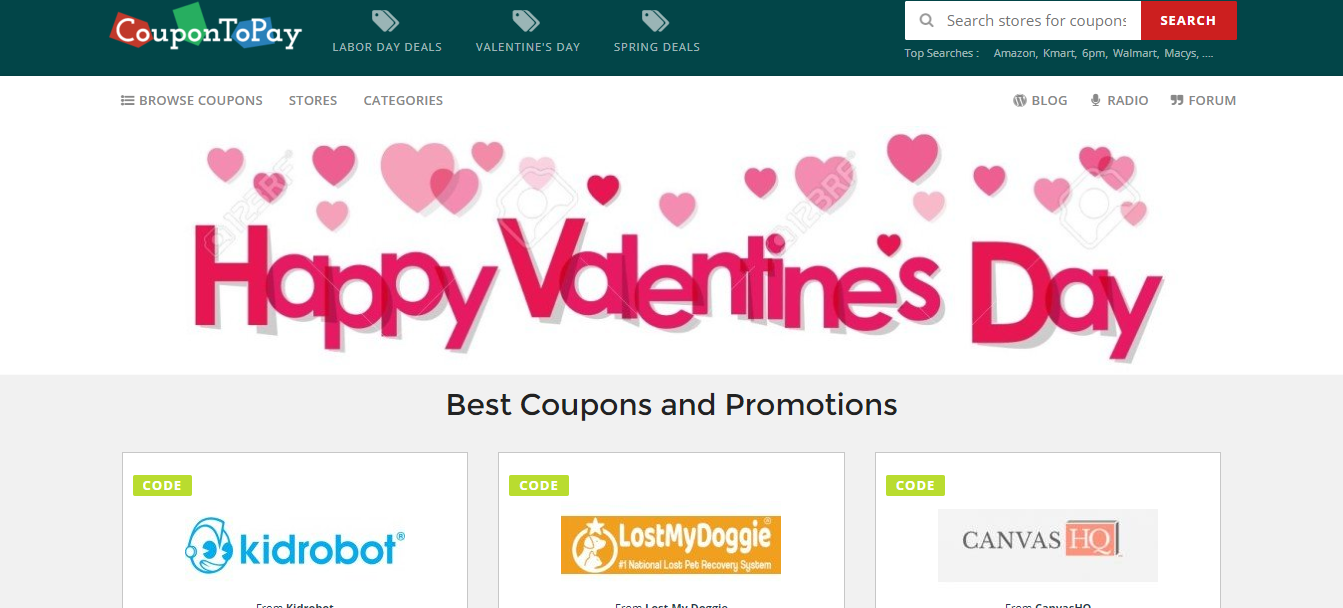 CouponToPay
LABOR DAY DEALS
VALENTINE'S DAY
SPRING DEALS
Search stores for coupons
SEARCH
Top Searches : Amazon, Kmart, 6pm, Walmart, Macys, ....
BROWSE COUPONS
STORES
CATEGORIES
BLOG
RADIO
FORUM
123RF
123RF
Happy Valentine's Day
Best Coupons and Promotions
CODE
kidrobot®
From Kidrobot
CODE
LostMyDoggie®
#1 National Lost Pet Recovery System
From Lost My Doggie
CODE
CANVAS HQ
From CanvasHQ